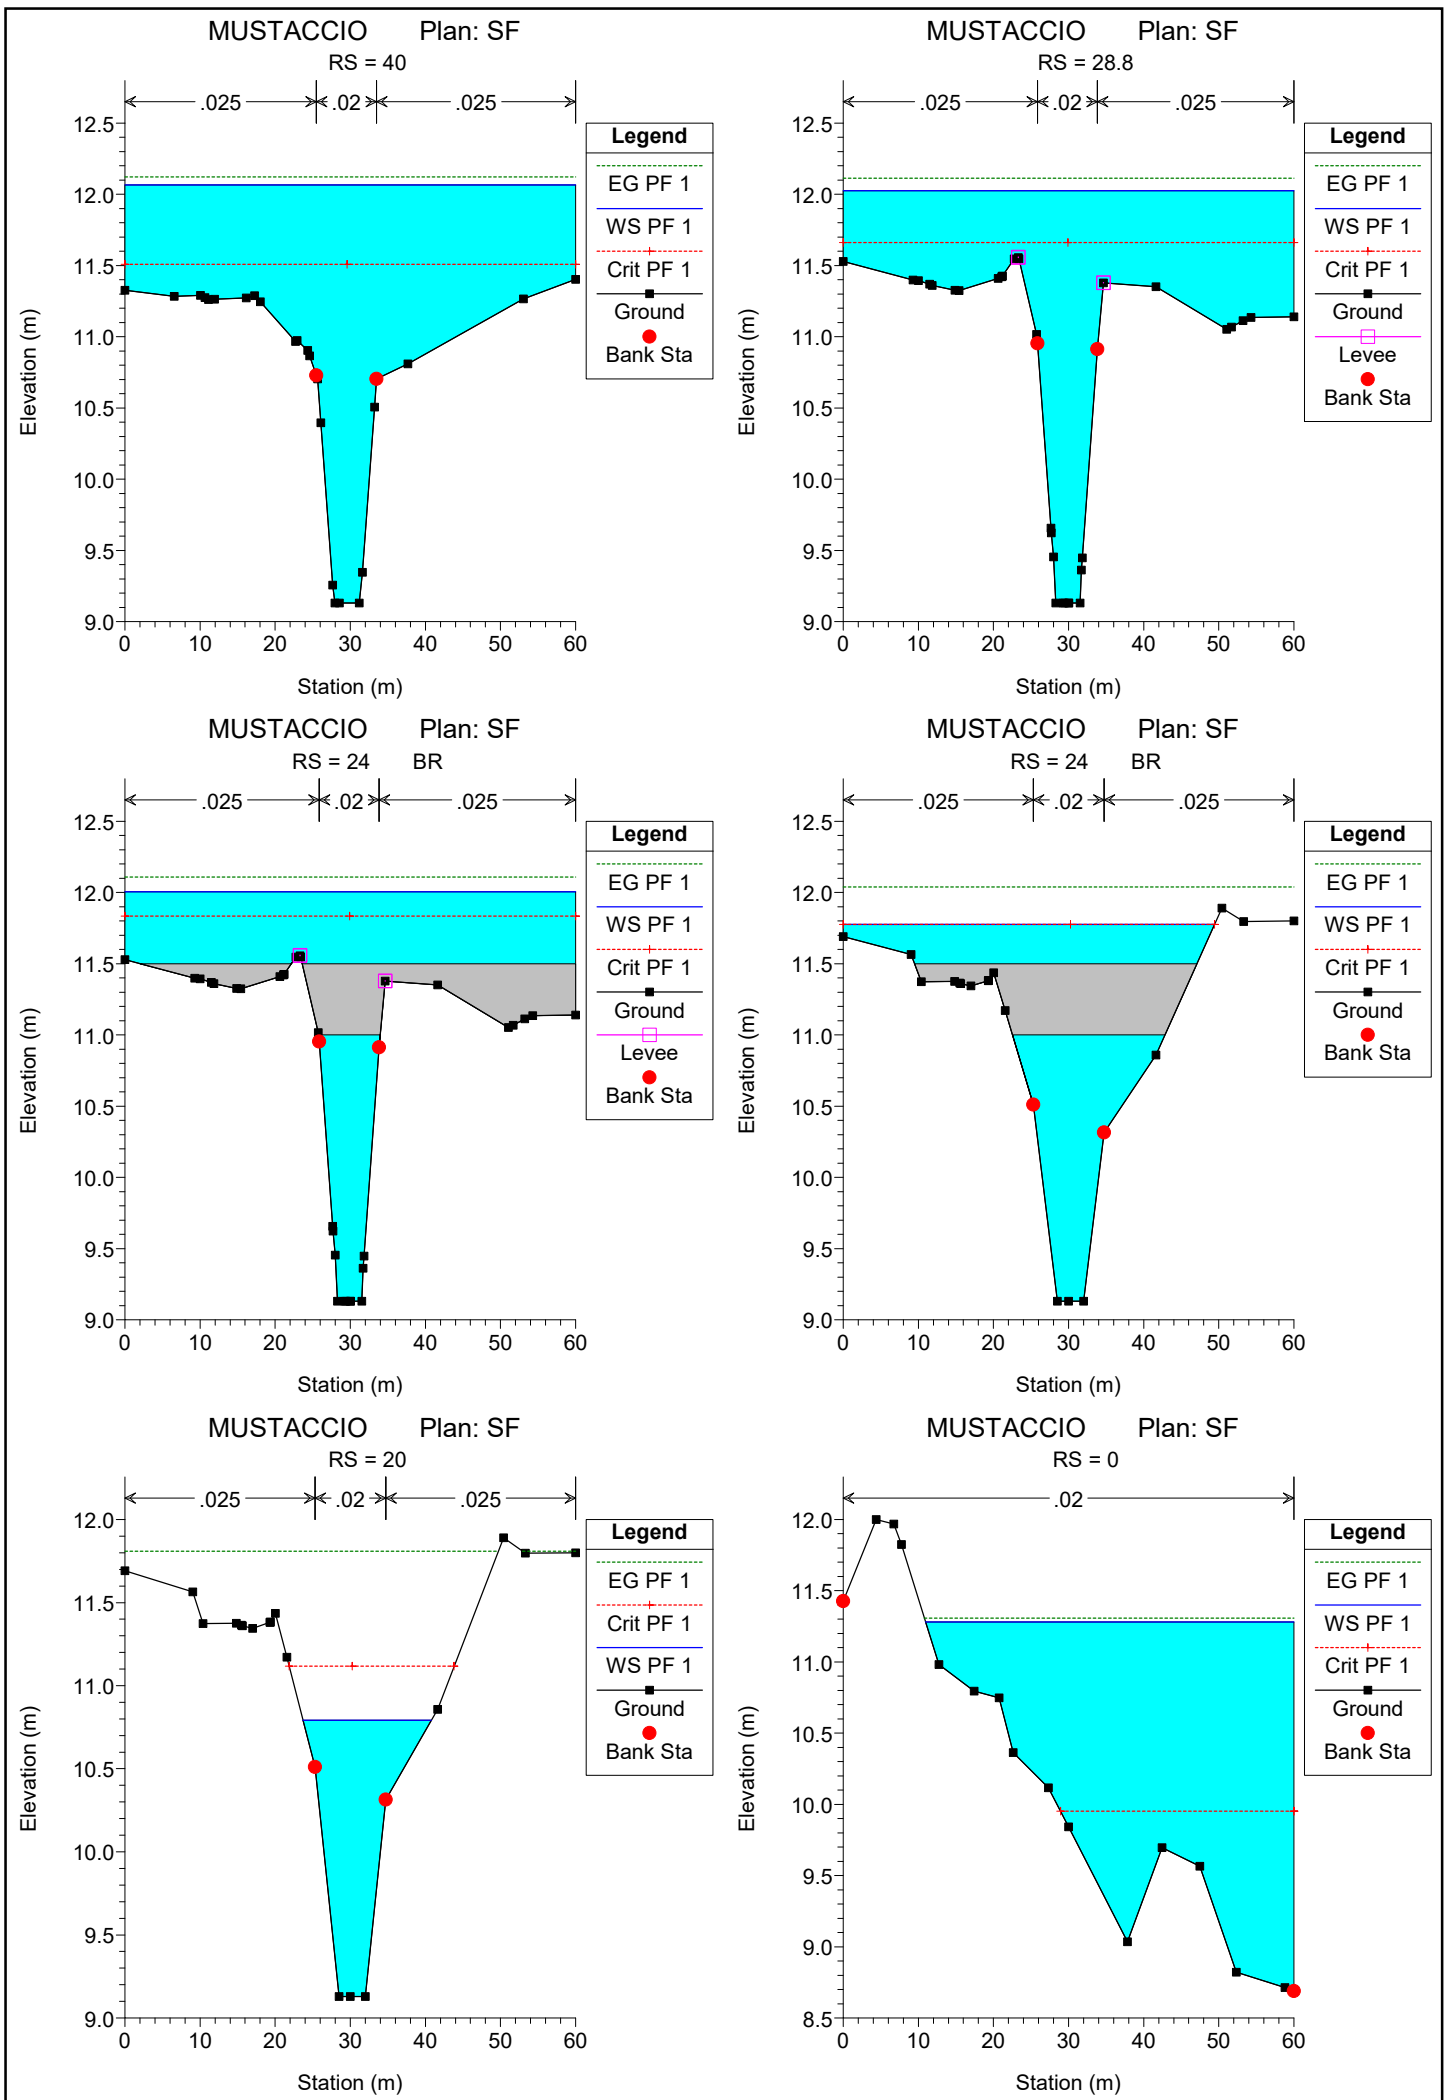 MUSTACCIO Plan: SF
RS = 40
.025 .02 .025
12.5
12.0
11.5
11.0
10.5
10.0
9.5
9.0
0 10 20 30 40 50 60
Elevation (m)
Station (m)
Legend
EG PF 1
WS PF 1
Crit PF 1
Ground
Bank Sta
MUSTACCIO Plan: SF
RS = 28.8
.025 .02 .025
12.5
12.0
11.5
11.0
10.5
10.0
9.5
9.0
0 10 20 30 40 50 60
Elevation (m)
Station (m)
Legend
EG PF 1
WS PF 1
Crit PF 1
Ground
Levee
Bank Sta
MUSTACCIO Plan: SF
RS = 24 BR
.025 .02 .025
12.5
12.0
11.5
11.0
10.5
10.0
9.5
9.0
0 10 20 30 40 50 60
Elevation (m)
Station (m)
Legend
EG PF 1
WS PF 1
Crit PF 1
Ground
Levee
Bank Sta
MUSTACCIO Plan: SF
RS = 24 BR
.025 .02 .025
12.5
12.0
11.5
11.0
10.5
10.0
9.5
9.0
0 10 20 30 40 50 60
Elevation (m)
Station (m)
Legend
EG PF 1
WS PF 1
Crit PF 1
Ground
Bank Sta
MUSTACCIO Plan: SF
RS = 20
.025 .02 .025
12.0
11.5
11.0
10.5
10.0
9.5
9.0
0 10 20 30 40 50 60
Elevation (m)
Station (m)
Legend
EG PF 1
Crit PF 1
WS PF 1
Ground
Bank Sta
MUSTACCIO Plan: SF
RS = 0
.02
12.0
11.5
11.0
10.5
10.0
9.5
9.0
8.5
0 10 20 30 40 50 60
Elevation (m)
Station (m)
Legend
EG PF 1
WS PF 1
Crit PF 1
Ground
Bank Sta